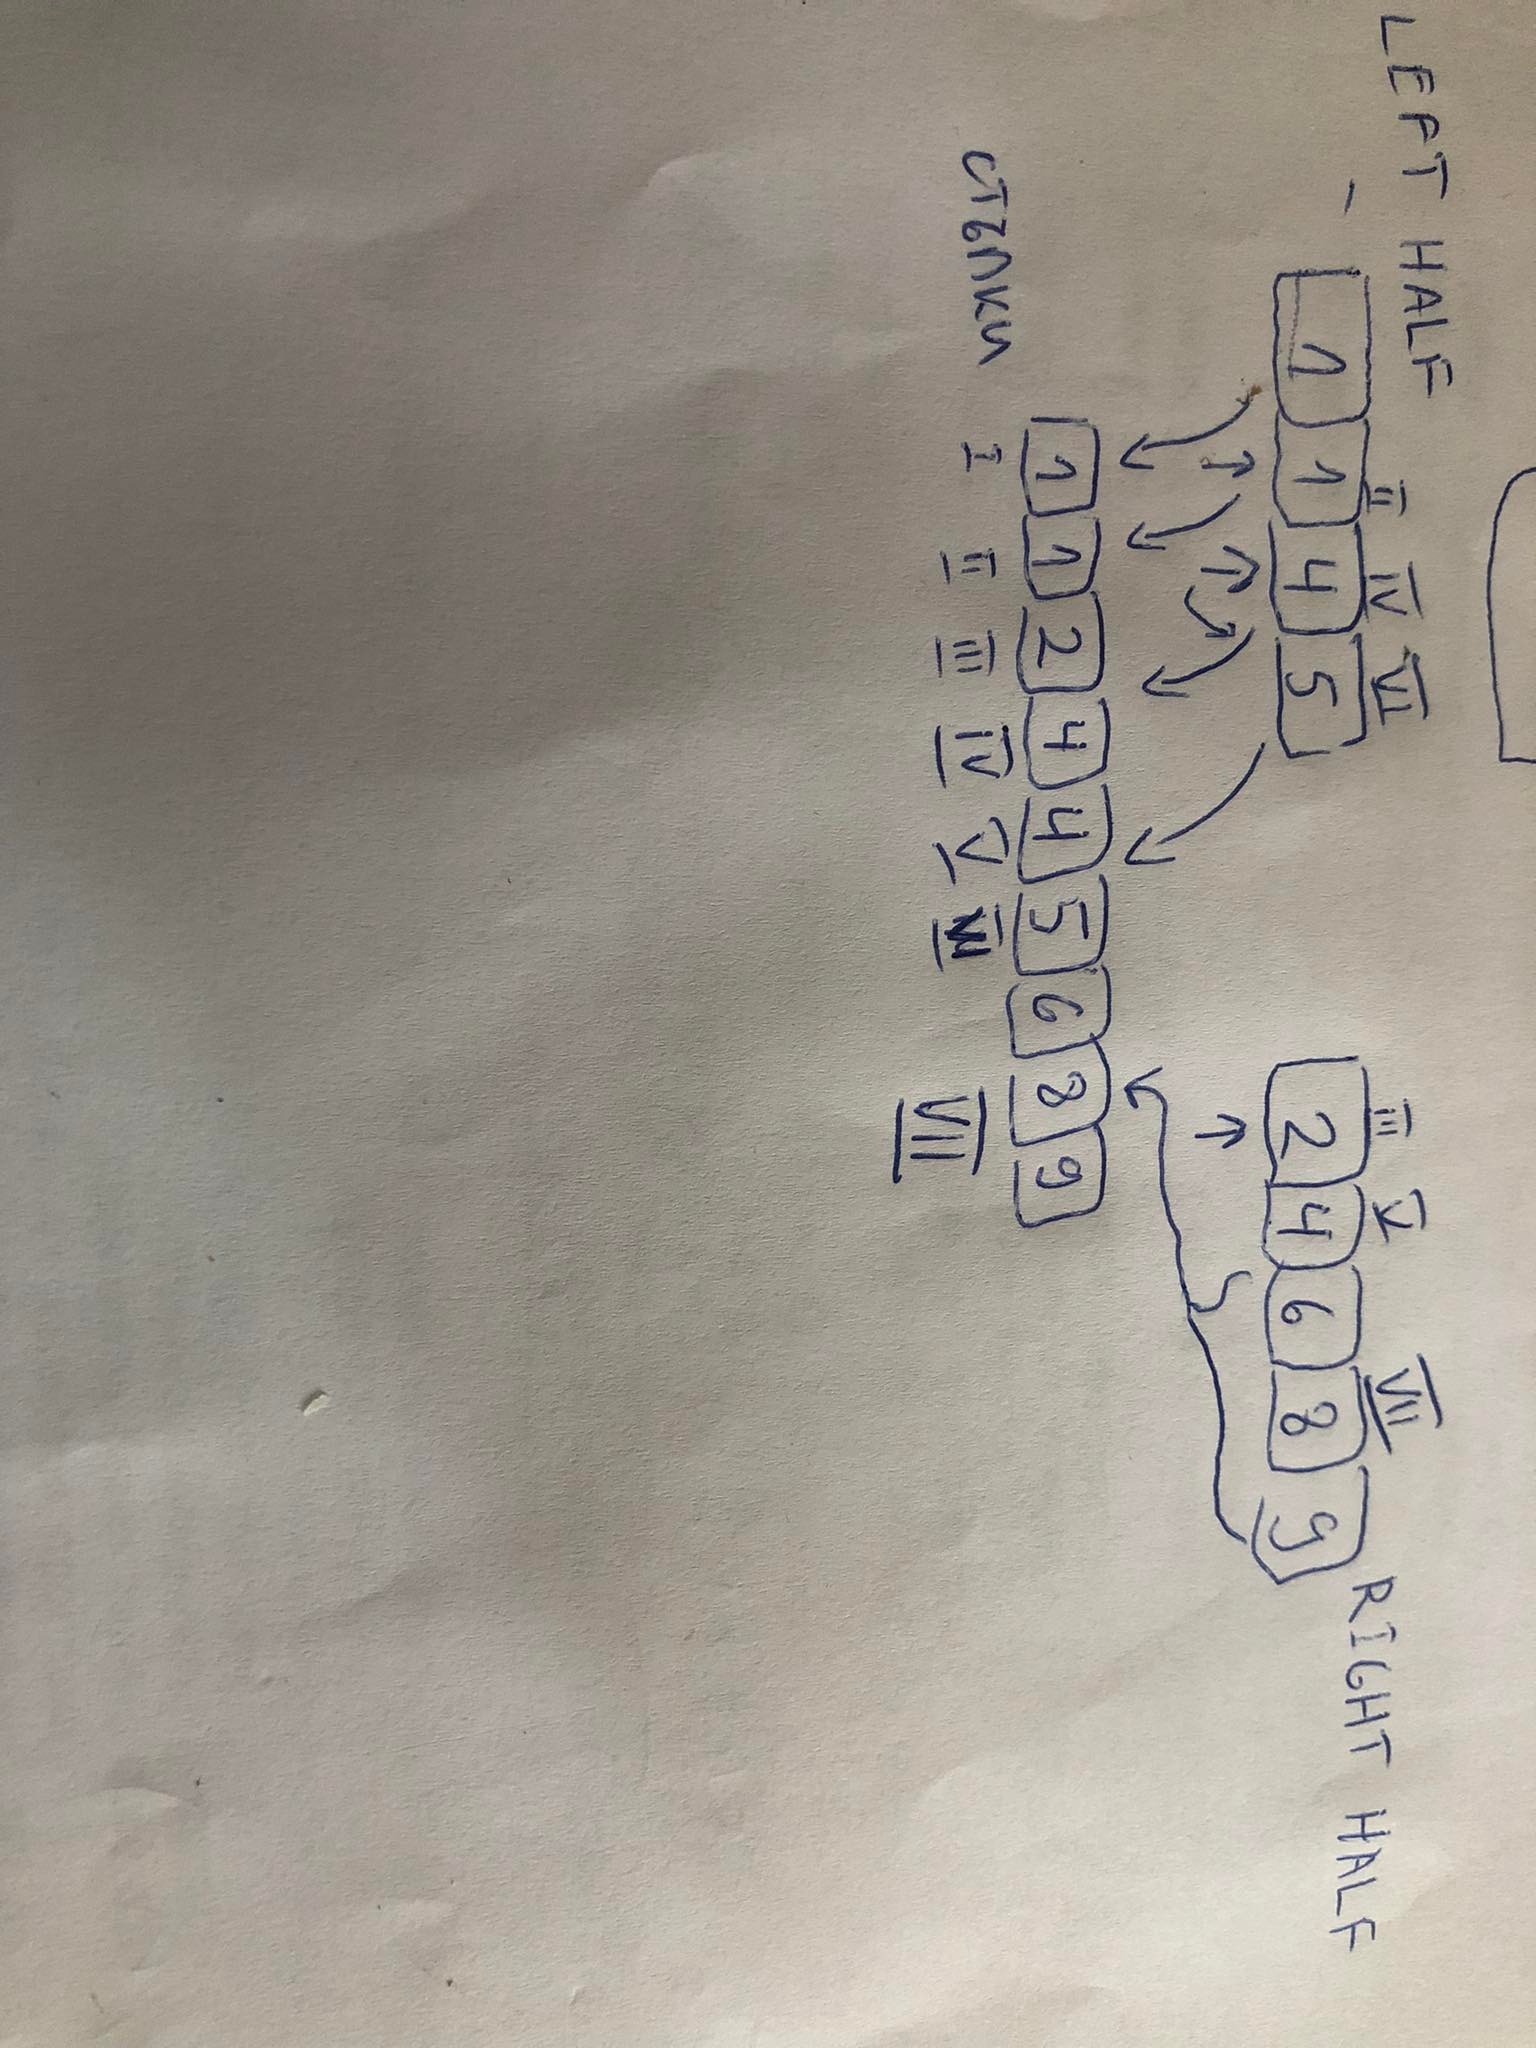 LEFT HALF
II IV VI III V VII
1 1 4 5 2 4 6 8 9 RIGHT HALF
СТЪПКИ
1 1 2 4 4 5 6 8 9
I II III IV V VI VII